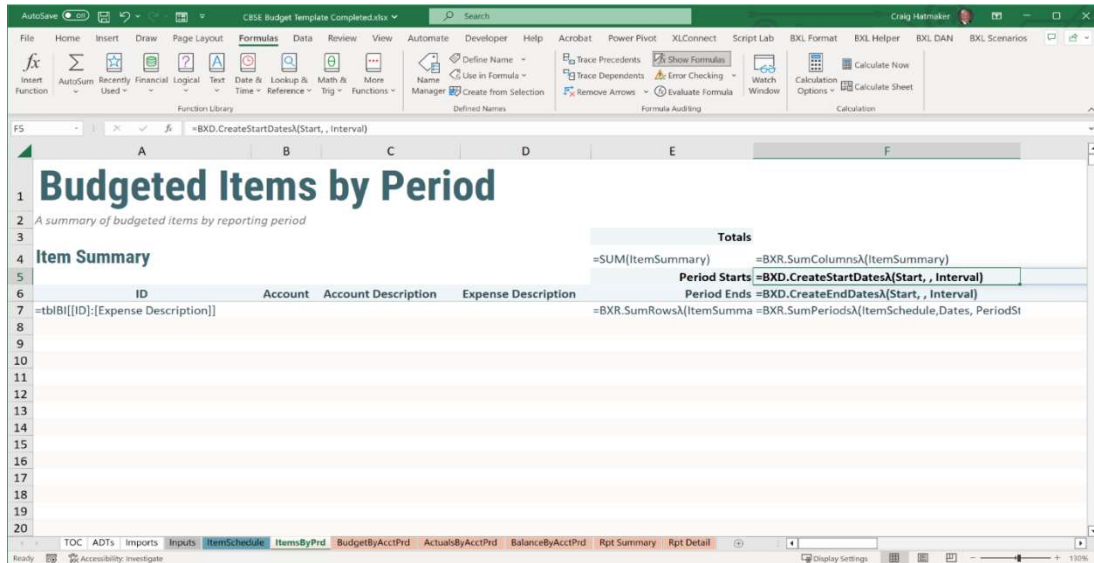 AutoSave On CBSE Budget Template Completed.xlsx Search Craig Hatmaker
File Home Insert Draw Page Layout Formulas Data Review View Automate Developer Help Acrobat Power Pivot XLConnect Script Lab BXL Format BXL Helper BXL DAN BXL Scenarios
fx Σ ? A θ ...
Define Name Trace Precedents Show Formulas Calculate Now
Insert Function AutoSum Recently Used Financial Logical Text Date & Time Lookup & Reference Math & Trig More Functions Name Manager Use in Formula Trace Dependents Error Checking Watch Window Calculation Options Calculate Sheet
Create from Selection Remove Arrows Evaluate Formula
Function Library Defined Names Formula Auditing Calculation
F5 fx =BXD.CreateStartDatesλ(Start, , Interval)
A B C D E F
1 Budgeted Items by Period
2 A summary of budgeted items by reporting period
3 Totals
4 Item Summary =SUM(ItemSummary) =BXR.SumColumnsλ(ItemSummary)
5 Period Starts =BXD.CreateStartDatesλ(Start, , Interval)
6 ID Account Account Description Expense Description Period Ends =BXD.CreateEndDatesλ(Start, , Interval)
7 =tblBI[[ID]:[Expense Description]] =BXR.SumRowsλ(ItemSumma =BXR.SumPeriodsλ(ItemSchedule,Dates, PeriodSt
8
9
10
11
12
13
14
15
16
17
18
19
20
TOC ADTs Imports Inputs ItemSchedule ItemsByPrd BudgetByAcctPrd ActualsByAcctPrd BalanceByAcctPrd Rpt Summary Rpt Detail
Ready Accessibility: Investigate Display Settings 130%